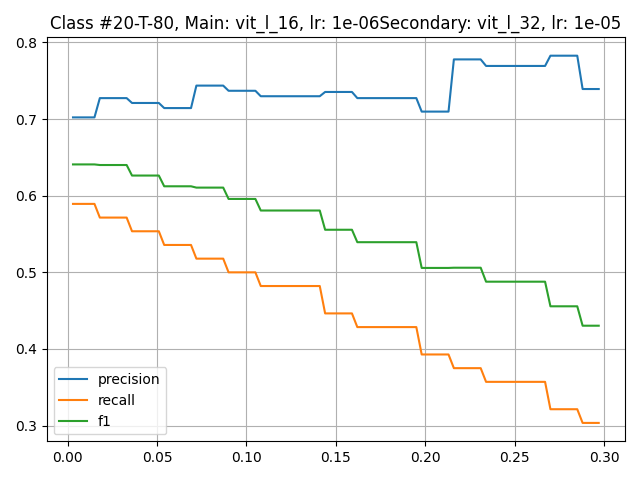 Class #20-T-80, Main: vit_l_16, lr: 1e-06Secondary: vit_l_32, lr: 1e-05
0.8
0.7
0.6
0.5
0.4
0.3
precision
recall
f1
0.00 0.05 0.10 0.15 0.20 0.25 0.30